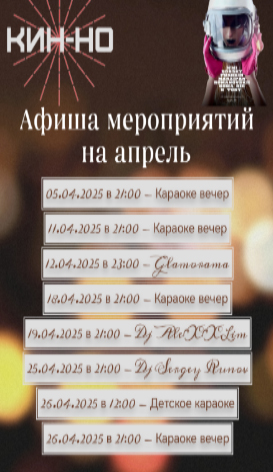 КИН-НО
Афиша мероприятий
на апрель
05.04.2025 в 21:00 – Караоке вечер
11.04.2025 в 21:00 – Караоке вечер
12.04.2025 в 23:00 – Glamorama
18.04.2025 в 21:00 – Караоке вечер
19.04.2025 в 21:00 – Dj AleXXLim
25.04.2025 в 21:00 – Dj Sergey Runov
26.04.2025 в 12:00 – Детское караоке
26.04.2025 в 21:00 – Караоке вечер